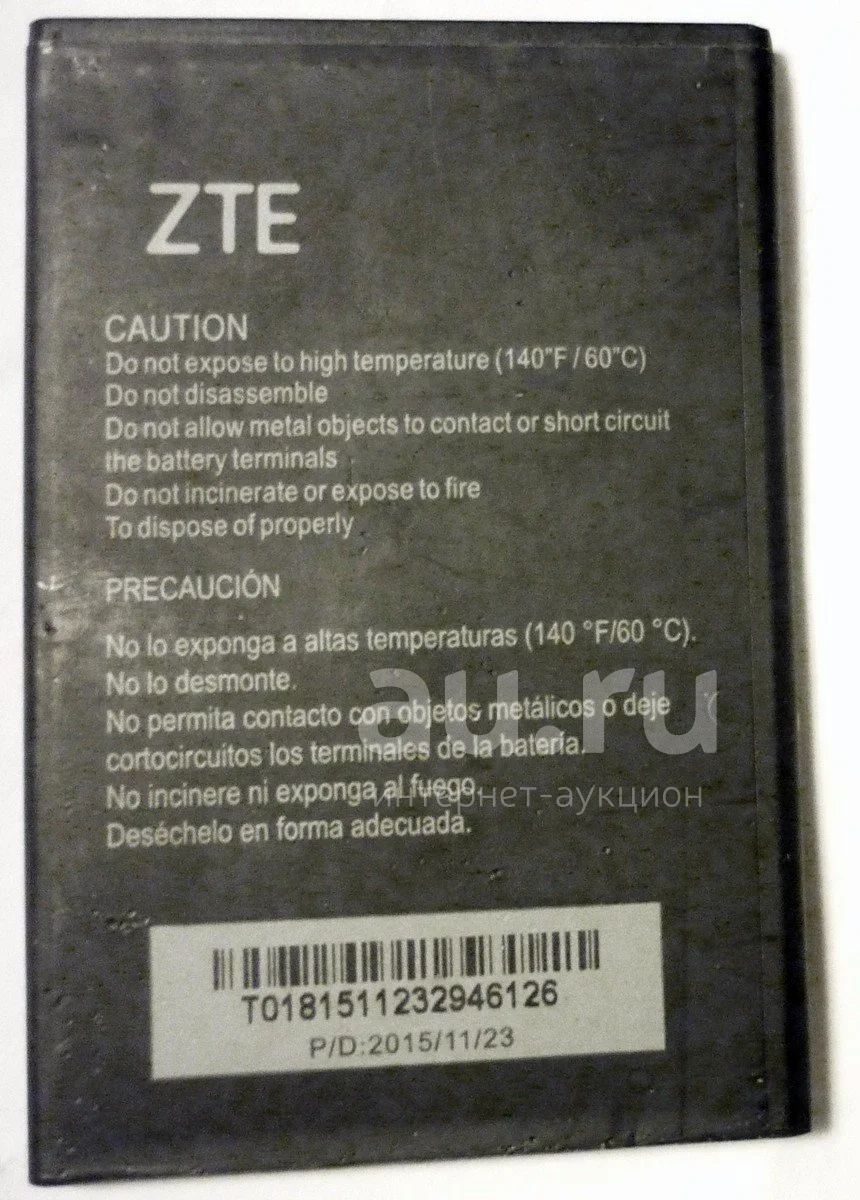 ZTE
CAUTION
Do not expose to high temperature (140°F / 60°C)
Do not disassemble
Do not allow metal objects to contact or short circuit
the battery terminals
Do not incinerate or expose to fire
To dispose of properly
PRECAUCIÓN
No lo exponga a altas temperaturas (140 °F/60 °C).
No lo desmonte.
No permita contacto con objetos metálicos o deje
cortocircuitos los terminales de la batería.
No incinere ni exponga al fuego.
Deséchelo en forma adecuada.
au.ru
интернет-аукцион
T0181511232946126
P/D:2015/11/23